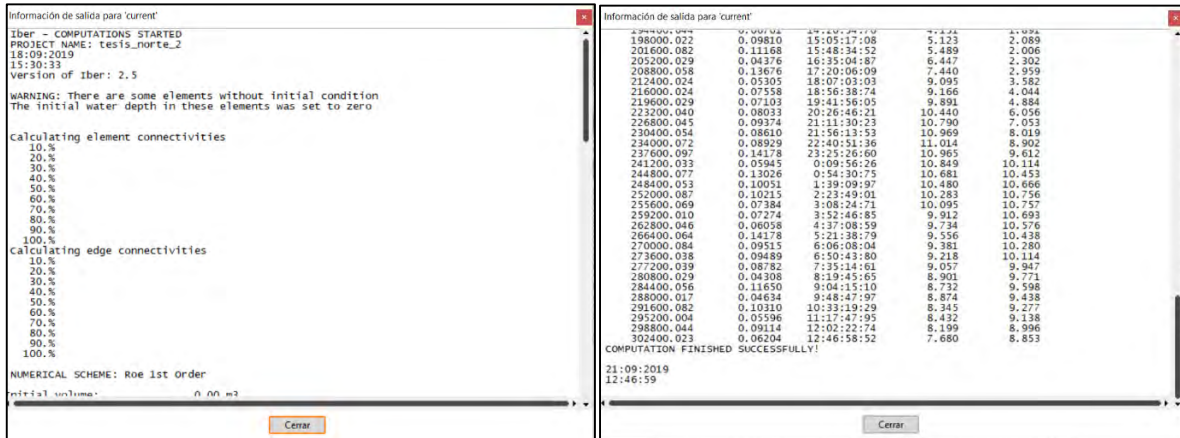 Información de salida para 'current'
Iber - COMPUTATIONS STARTED
PROJECT NAME: tesis_norte_2
18:09:2019
15:30:33
Version of Iber: 2.5
WARNING: There are some elements without initial condition
The initial water depth in these elements was set to zero
Calculating element connectivities
10.%
20.%
30.%
40.%
50.%
60.%
70.%
80.%
90.%
100.%
Calculating edge connectivities
10.%
20.%
30.%
40.%
50.%
60.%
70.%
80.%
90.%
100.%
NUMERICAL SCHEME: Roe 1st Order
Initial volume: 0.00 m3
Cerrar
Información de salida para 'current'
198000.022 0.09810 15:05:17:08 5.123 2.089
201600.082 0.11168 15:48:34:52 5.489 2.006
205200.029 0.04376 16:35:04:87 6.447 2.302
208800.058 0.13676 17:20:06:09 7.440 2.959
212400.024 0.05305 18:07:03:03 9.095 3.582
216000.024 0.07558 18:56:38:74 9.166 4.044
219600.029 0.07103 19:41:56:05 9.891 4.884
223200.040 0.08033 20:26:46:21 10.440 6.056
226800.045 0.09374 21:11:30:23 10.790 7.053
230400.054 0.08610 21:56:13:53 10.969 8.019
234000.072 0.08929 22:40:51:36 11.014 8.902
237600.097 0.14178 23:25:26:60 10.965 9.612
241200.033 0.05945 0:09:56:26 10.849 10.114
244800.077 0.13026 0:54:30:75 10.681 10.453
248400.053 0.10051 1:39:09:97 10.480 10.666
252000.087 0.10215 2:23:49:01 10.283 10.756
255600.069 0.07384 3:08:24:71 10.095 10.757
259200.010 0.07274 3:52:46:85 9.912 10.693
262800.046 0.06058 4:37:08:59 9.734 10.576
266400.064 0.14178 5:21:38:79 9.556 10.438
270000.084 0.09515 6:06:08:04 9.381 10.280
273600.038 0.09489 6:50:43:80 9.218 10.114
277200.039 0.08782 7:35:14:61 9.057 9.947
280800.029 0.04308 8:19:45:65 8.901 9.771
284400.056 0.11650 9:04:15:10 8.732 9.598
288000.017 0.04634 9:48:47:97 8.874 9.438
291600.082 0.10310 10:33:19:29 8.345 9.277
295200.004 0.05596 11:17:47:95 8.432 9.138
298800.044 0.09114 12:02:22:74 8.199 8.996
302400.023 0.06204 12:46:58:52 7.680 8.853
COMPUTATION FINISHED SUCCESSFULLY!
21:09:2019
12:46:59
Cerrar